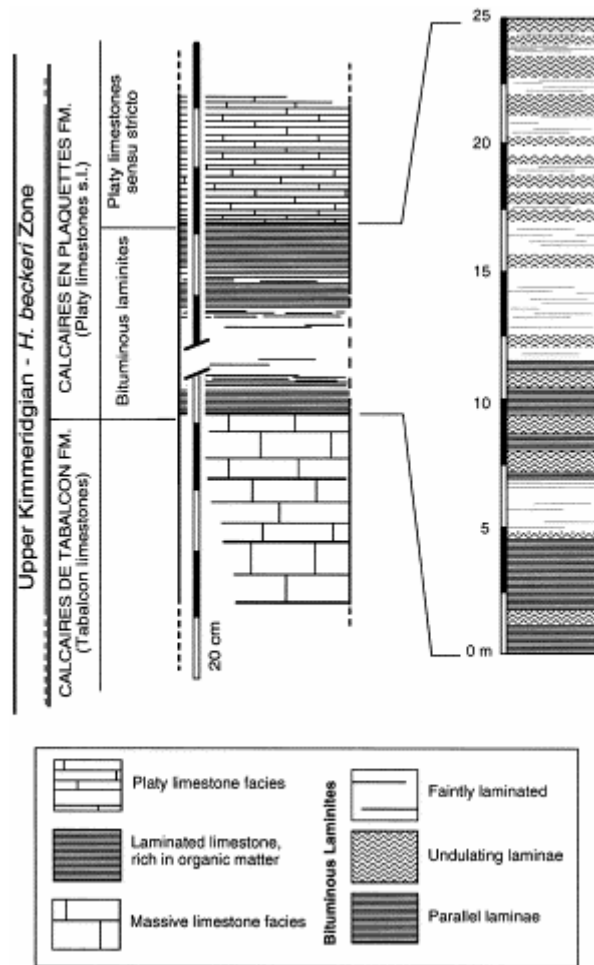 Upper Kimmeridgian - H. beckeri Zone
CALCAIRES EN PLAQUETTES FM.
(Platy limestones s.l.)
CALCAIRES DE TABALCON FM.
(Tabalcon limestones)
Platy limestones
sensu stricto
Bituminous laminites
20 cm
25
20
15
10
5
0 m
Platy limestone facies
Laminated limestone,
rich in organic matter
Massive limestone facies
Bituminous Laminites
Faintly laminated
Undulating laminae
Parallel laminae